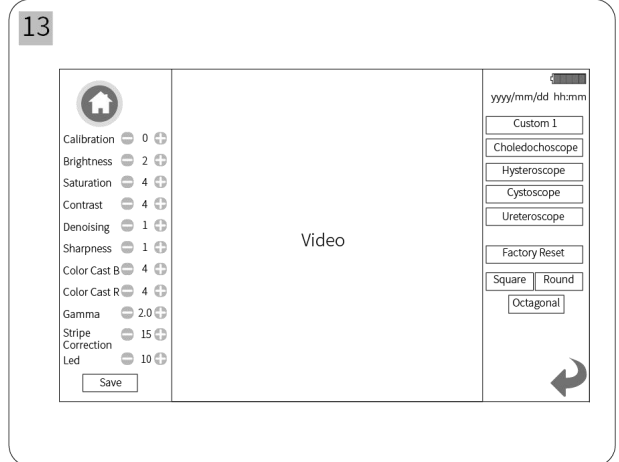 13
Calibration 0
Brightness 2
Saturation 4
Contrast 4
Denoising 1
Sharpness 1
Color Cast B 4
Color Cast R 4
Gamma 2.0
Stripe 15
Correction
Led 10
Save
Video
yyyy/mm/dd hh:mm
Custom 1
Choledochoscope
Hysteroscope
Cystoscope
Ureteroscope
Factory Reset
Square Round
Octagonal